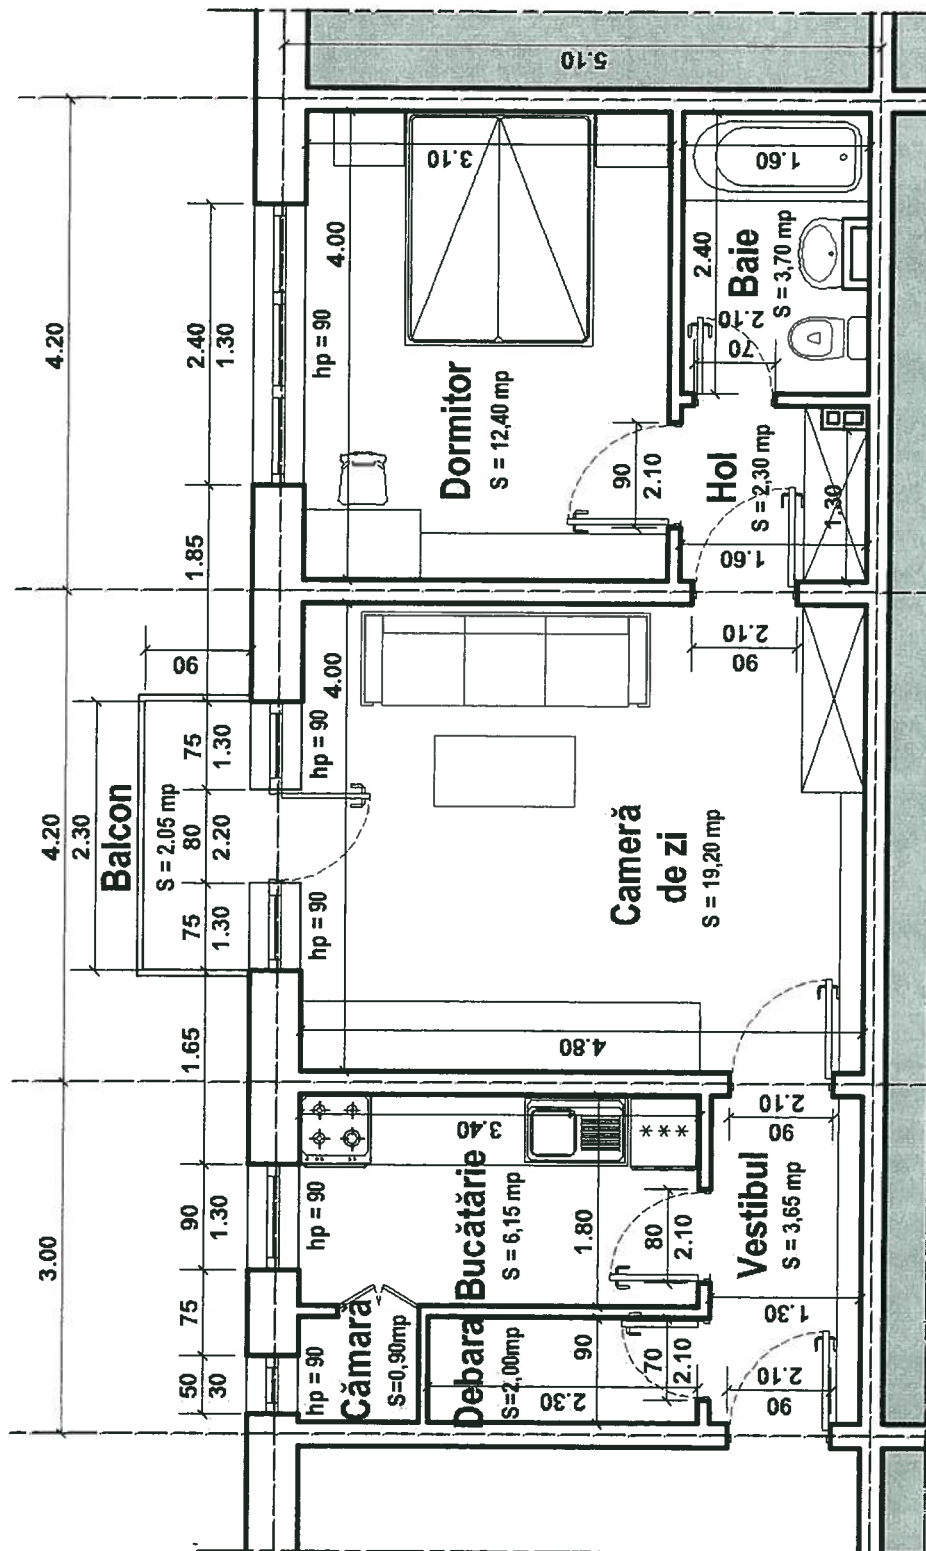 3.00
4.20
4.20
2.30
Balcon
S = 2.05 mp
90
50
30
75
90
1.30
1.65
75
1.30
80
2.20
75
1.30
1.85
2.40
1.30
hp = 90
hp = 90
hp = 90
hp = 90
hp = 90
4.00
4.00
5.10
Cămara
S=0,90mp
Debara
S=2,00mp
2.30
90
70
2.10
Bucătărie
S = 6,15 mp
3.40
***
1.80
80
2.10
4.80
Cameră
de zi
S = 19,20 mp
Dormitor
S = 12,40 mp
3.10
90
2.10
Vestibul
S = 3,65 mp
1.30
90
2.10
90
2.10
90
2.10
Hol
S = 2,30 mp
1.60
1.30
2.40
Baie
S = 3,70 mp
70
2.10
1.60